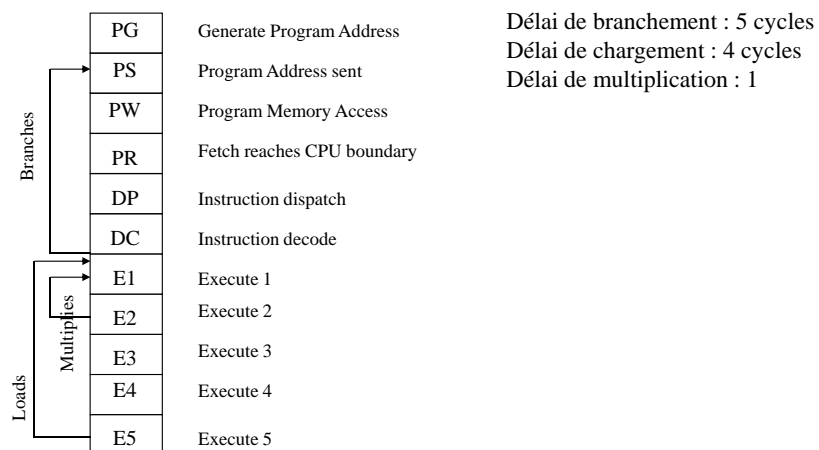 PG Generate Program Address
PS Program Address sent
PW Program Memory Access
PR Fetch reaches CPU boundary
DP Instruction dispatch
DC Instruction decode
E1 Execute 1
E2 Execute 2
E3 Execute 3
E4 Execute 4
E5 Execute 5
Branches
Multiplies
Loads
Délai de branchement : 5 cycles
Délai de chargement : 4 cycles
Délai de multiplication : 1